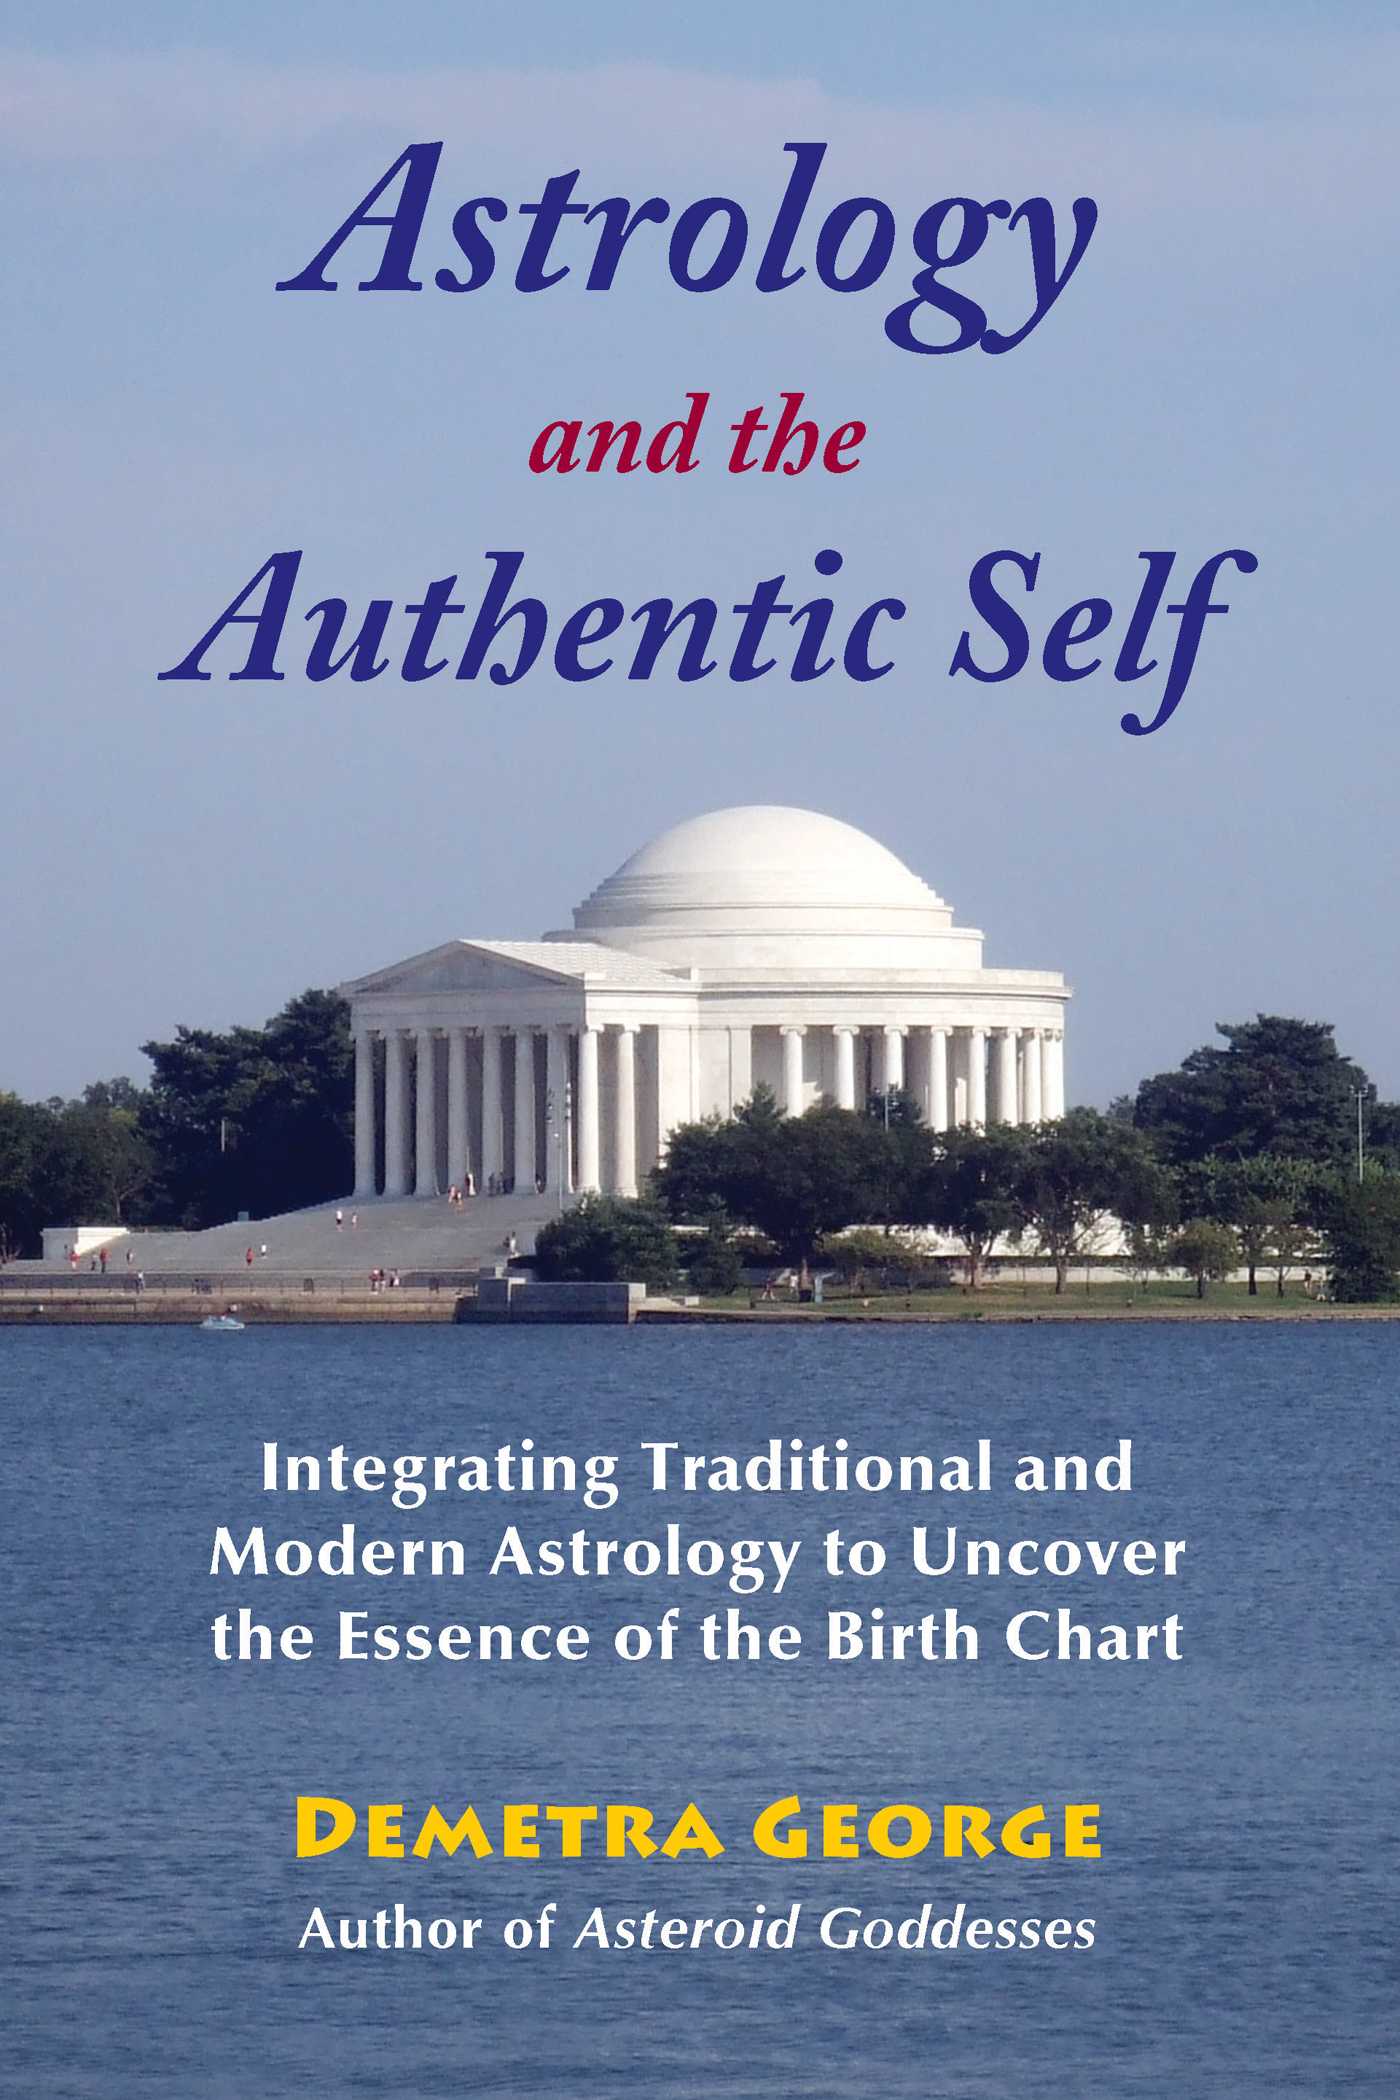 Astrology
and the
Authentic Self
Integrating Traditional and
Modern Astrology to Uncover
the Essence of the Birth Chart
DEMETRA GEORGE
Author of Asteroid Goddesses